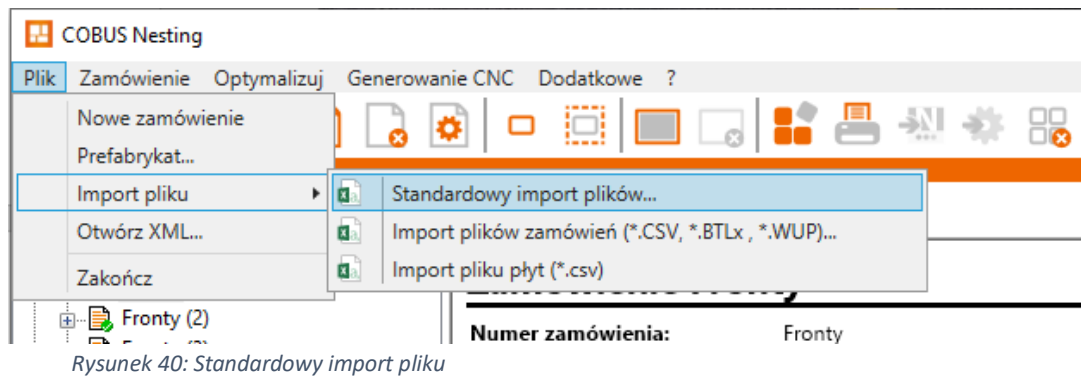 COBUS Nesting
Plik Zamówienie Optymalizuj Generowanie CNC Dodatkowe ?
Nowe zamówienie
Prefabrykat...
Import pliku
Standardowy import plików...
Otwórz XML...
Import plików zamówień (*.CSV, *.BTLx , *.WUP)...
Zakończ
Import pliku płyt (*.csv)
Fronty (2)
Numer zamówienia: Fronty
Rysunek 40: Standardowy import pliku